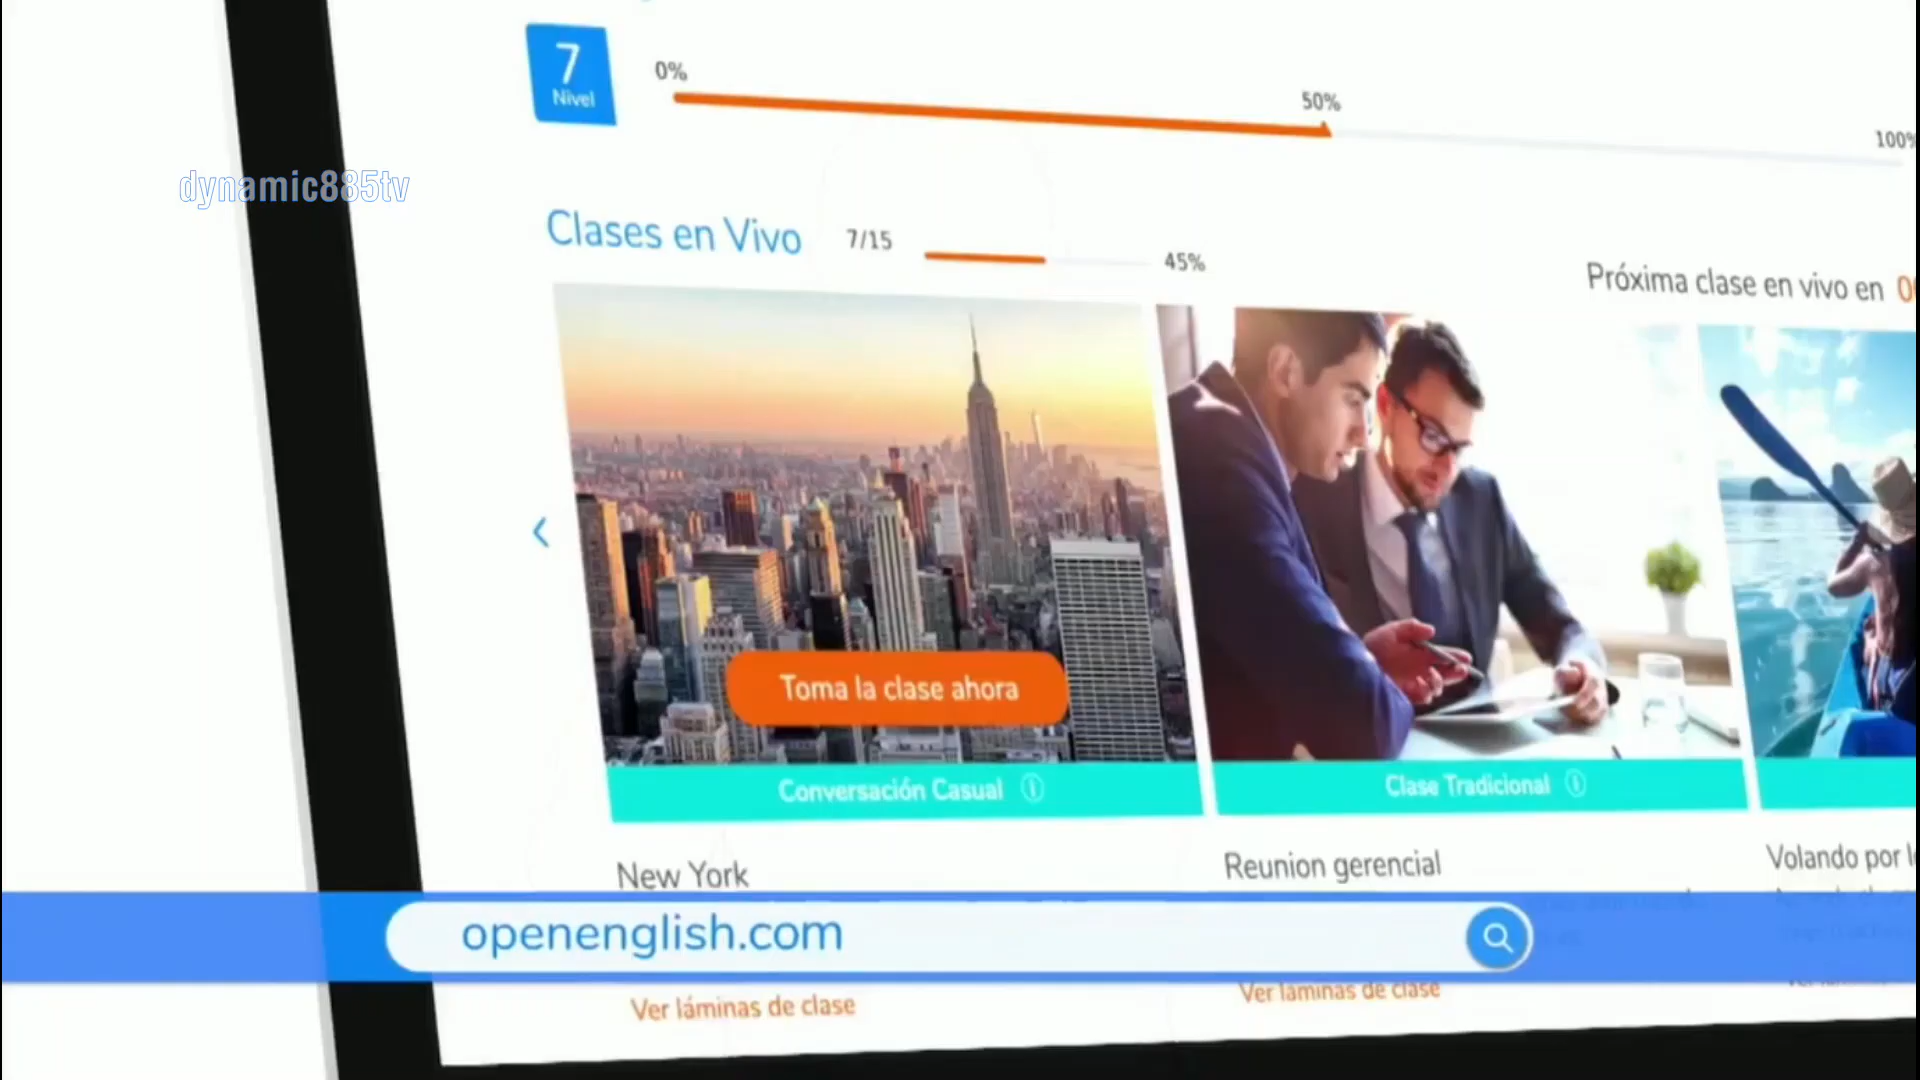 7
Nivel
0%
50%
100%
dynamic885tv
Clases en Vivo
7/15
45%
Próxima clase en vivo en
Toma la clase ahora
Conversación Casual
Clase Tradicional
New York
Reunion gerencial
Volando por
openenglish.com
Ver láminas de clase
Ver laminas de clase